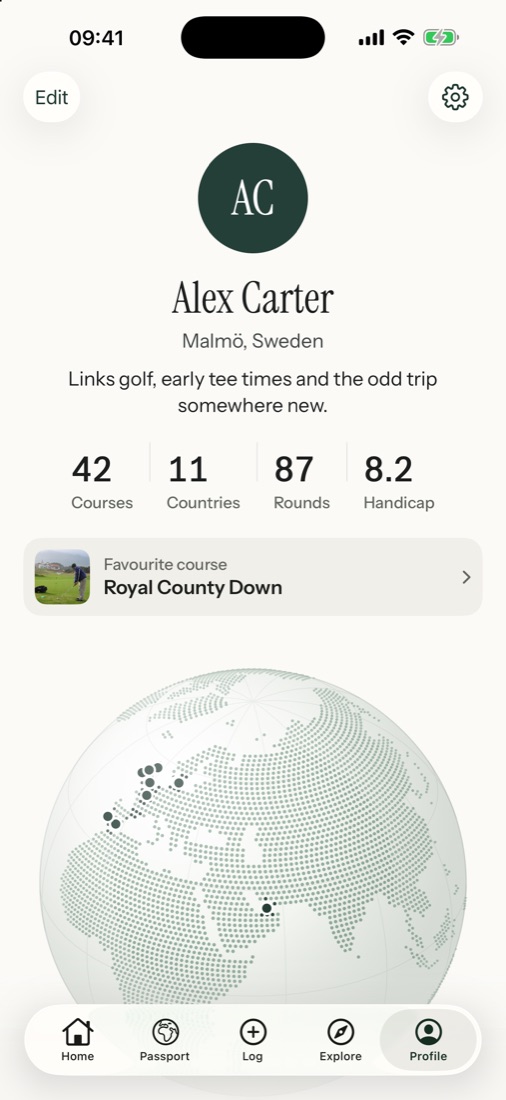 09:41
Edit
AC
Alex Carter
Malmö, Sweden
Links golf, early tee times and the odd trip
somewhere new.
42 11 87 8.2
Courses Countries Rounds Handicap
Favourite course
Royal County Down
Home Passport Log Explore Profile